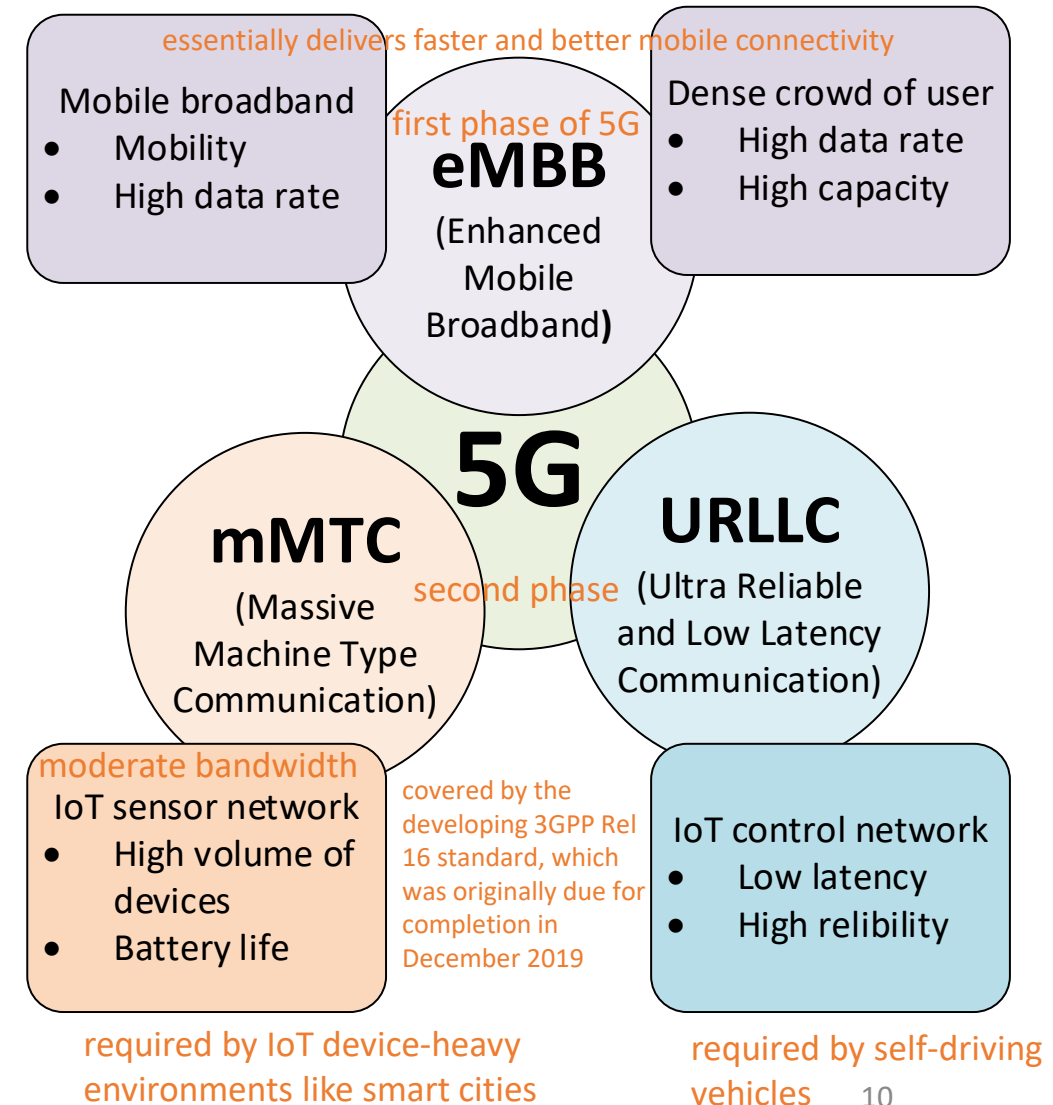 essentially delivers faster and better mobile connectivity
Mobile broadband
• Mobility
• High data rate
Dense crowd of user
• High data rate
• High capacity
first phase of 5G
eMBB
(Enhanced
Mobile
Broadband)
5G
mMTC
(Massive
Machine Type
Communication)
second phase
URLLC
(Ultra Reliable
and Low Latency
Communication)
moderate bandwidth
IoT sensor network
• High volume of
devices
• Battery life
covered by the
developing 3GPP Rel
16 standard, which
was originally due for
completion in
December 2019
IoT control network
• Low latency
• High relibility
required by IoT device-heavy
environments like smart cities
required by self-driving
vehicles
10